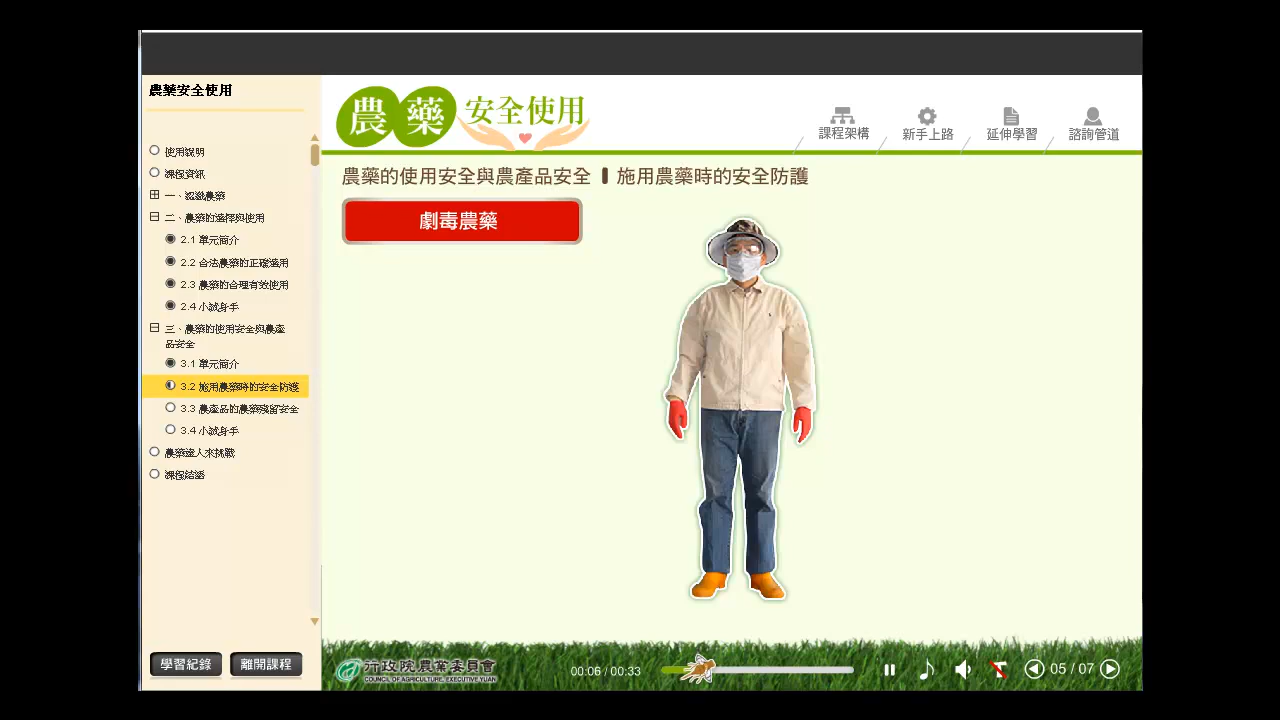 農藥安全使用
使用說明
課程資訊
一、認識農藥
二、農藥的選擇與使用
2.1 單元簡介
2.2 合法農藥的正確選用
2.3 農藥的合理有效使用
2.4 小試身手
三、農藥的使用安全與農產
品安全
3.1 單元簡介
3.2 施用農藥時的安全防護
3.3 農產品的農藥殘留安全
3.4 小試身手
農藥達人來挑戰
課程結語
學習紀錄
離開課程
農藥 安全使用
課程架構
新手上路
延伸學習
諮詢管道
農藥的使用安全與農產品安全 ▌施用農藥時的安全防護
劇毒農藥
行政院農業委員會
COUNCIL OF AGRICULTURE, EXECUTIVE YUAN
00:06 / 00:33
05 / 07